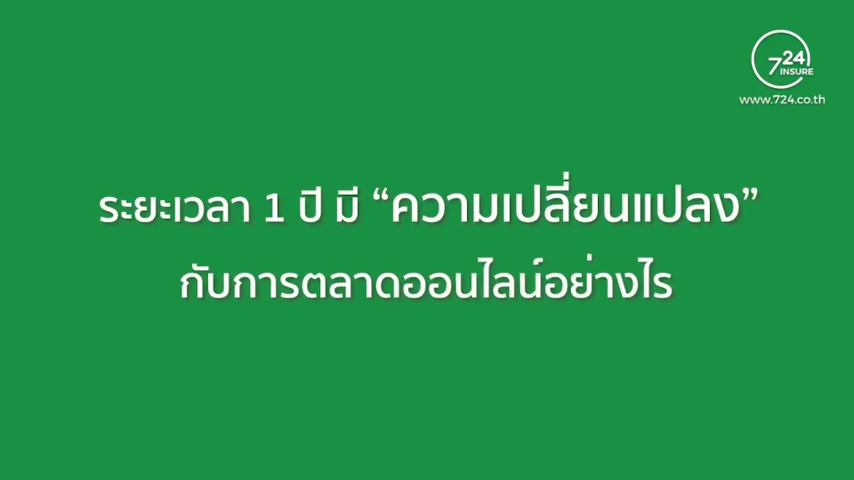 724
INSURE
www.724.co.th
ระยะเวลา 1 ปี มี “ความเปลี่ยนแปลง”
กับการตลาดออนไลน์อย่างไร